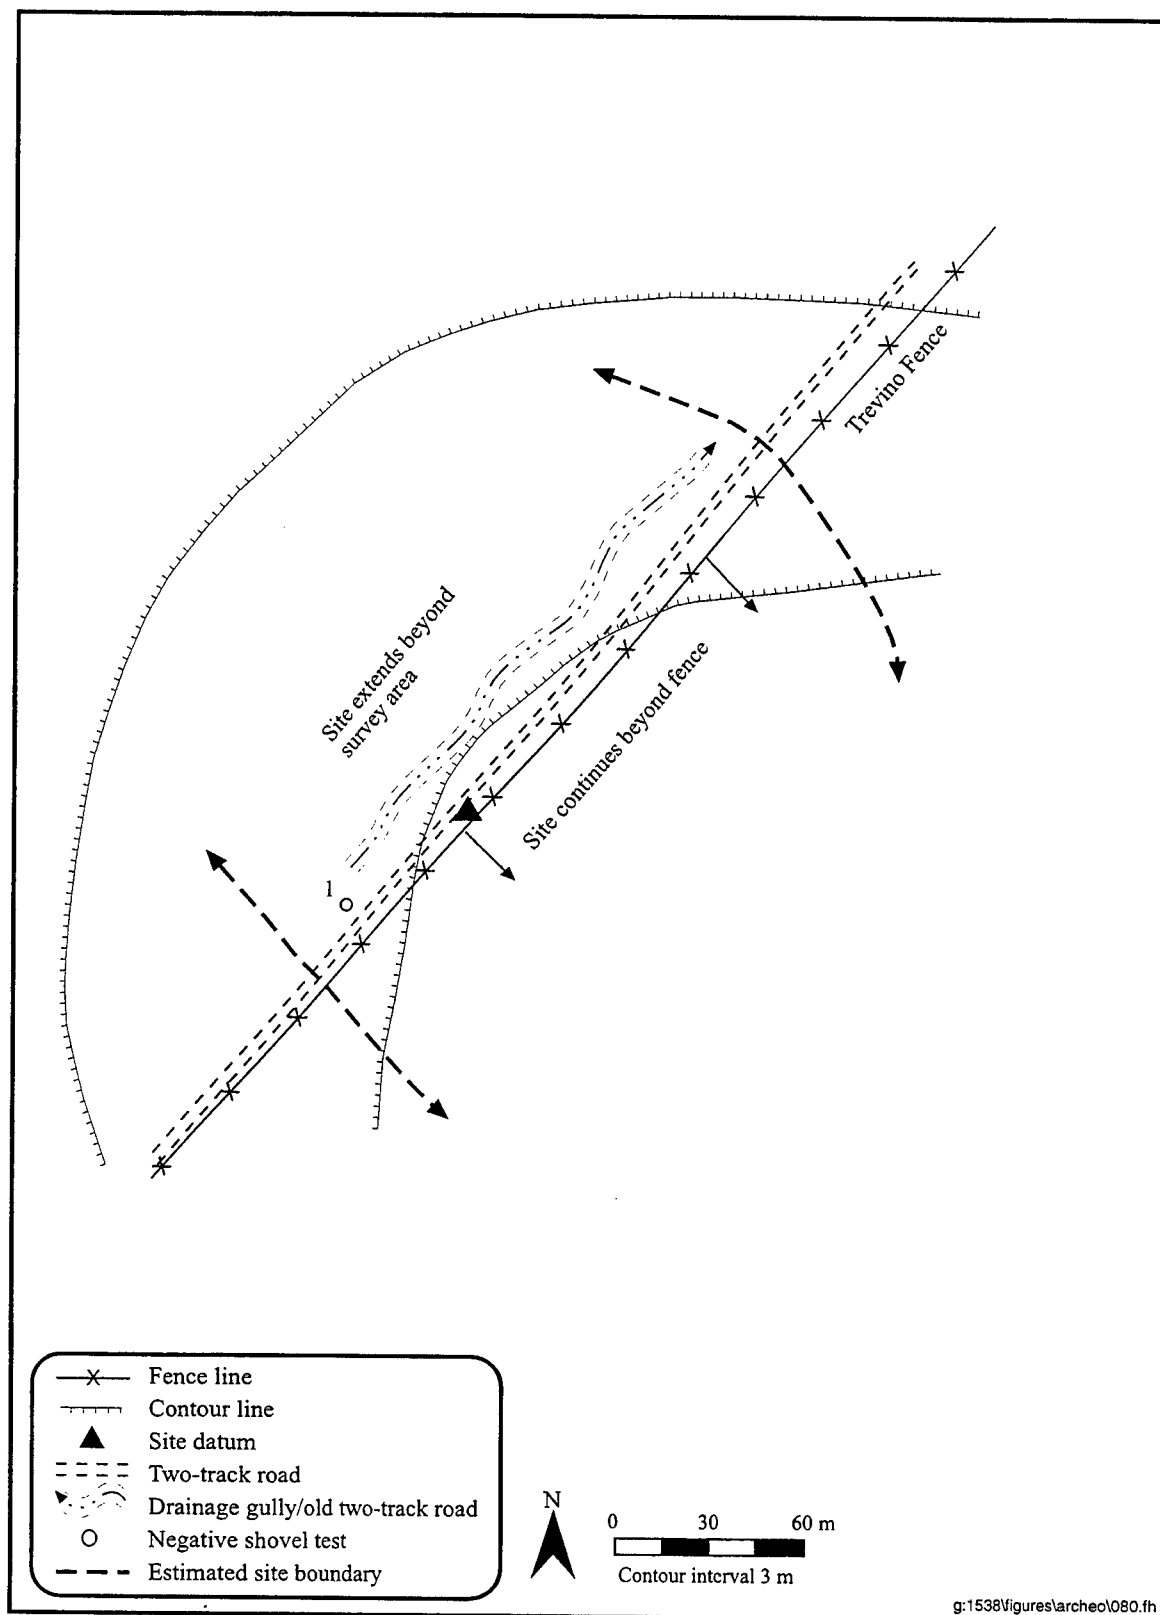 Trevino Fence
Site extends beyond
survey area
Site continues beyond fence
1
Fence line
Contour line
Site datum
Two-track road
Drainage gully/old two-track road
Negative shovel test
Estimated site boundary
N
0 30 60 m
Contour interval 3 m
g:1538\figures\archeo\080.fh